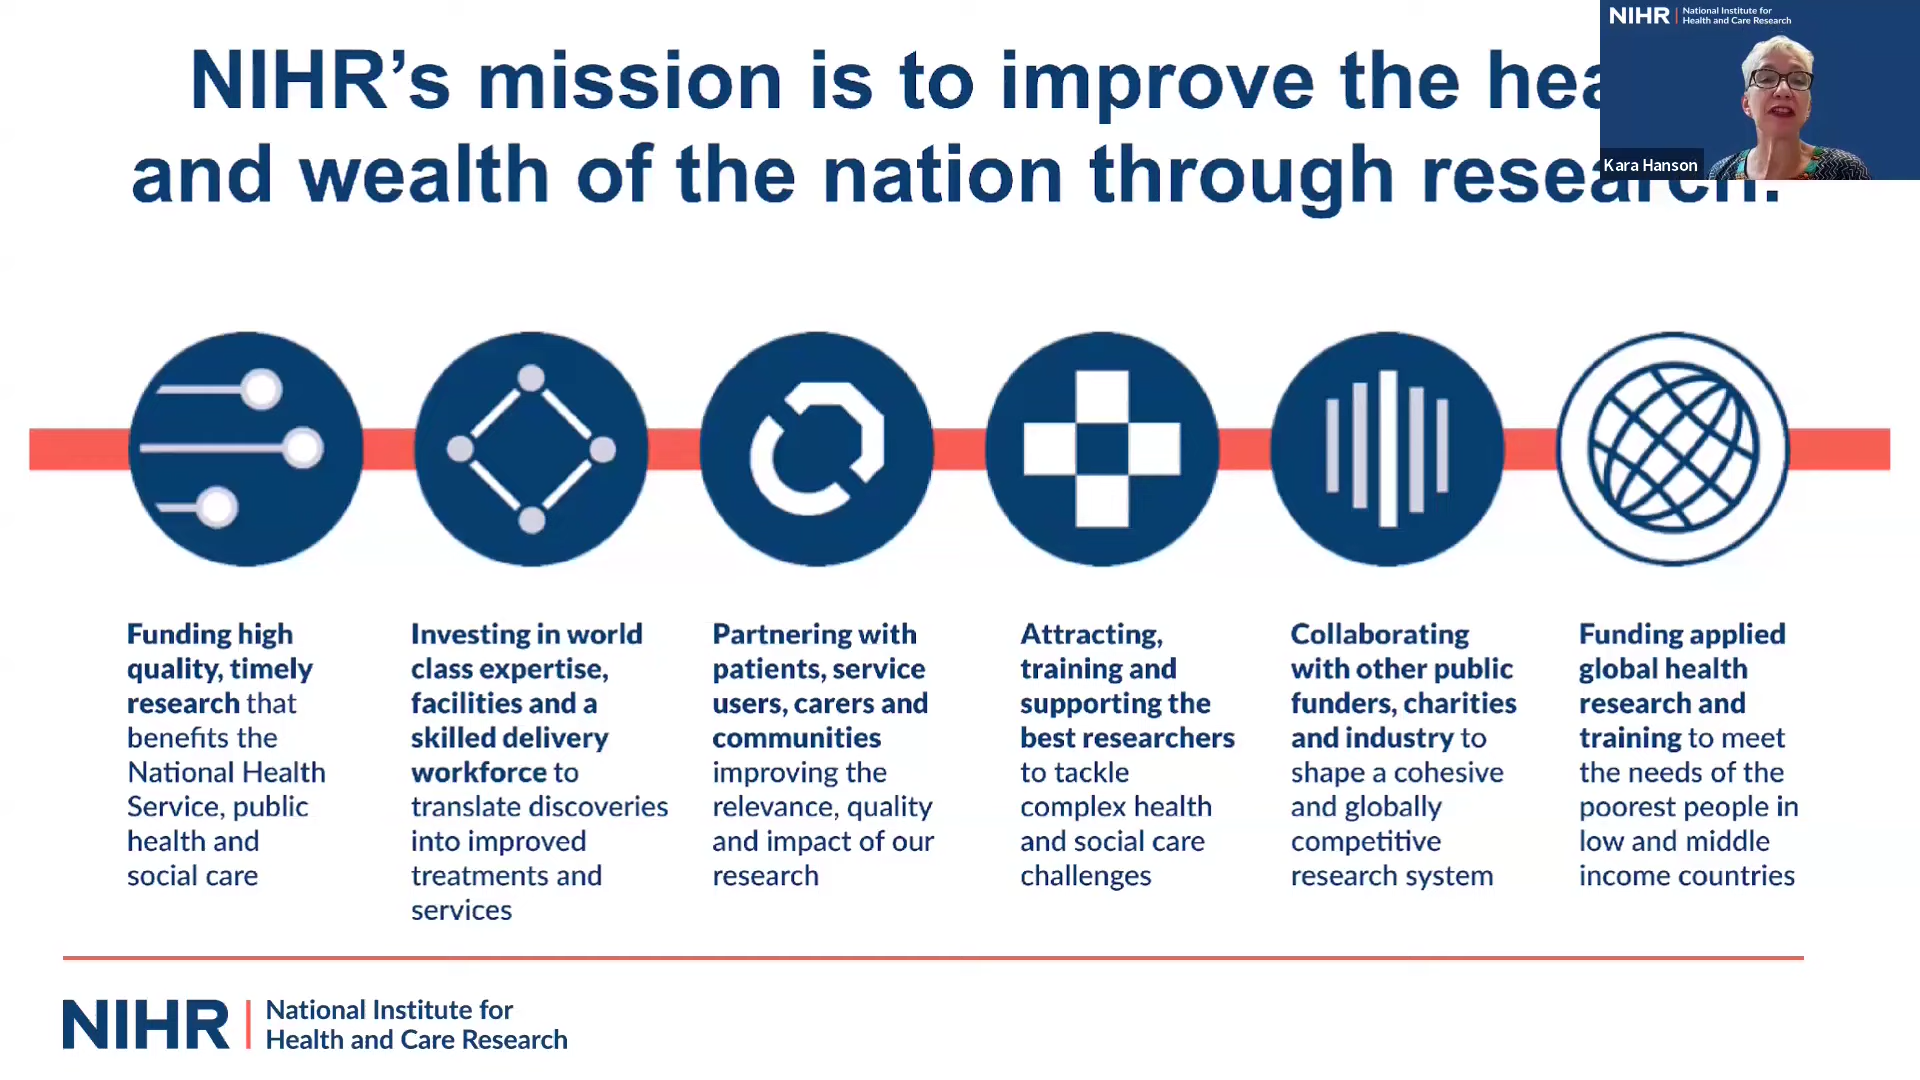 NIHR’s mission is to improve the
and wealth of the nation through research.
NIHR | National Institute for
Health and Care Research
Kara Hanson
Funding high
quality, timely
research that
benefits the
National Health
Service, public
health and
social care
Investing in world
class expertise,
facilities and a
skilled delivery
workforce to
translate discoveries
into improved
treatments and
services
Partnering with
patients, service
users, carers and
communities
improving the
relevance, quality
and impact of our
research
Attracting,
training and
supporting the
best researchers
to tackle
complex health
and social care
challenges
Collaborating
with other public
funders, charities
and industry to
shape a cohesive
and globally
competitive
research system
Funding applied
global health
research and
training to meet
the needs of the
poorest people in
low and middle
income countries
NIHR | National Institute for
Health and Care Research